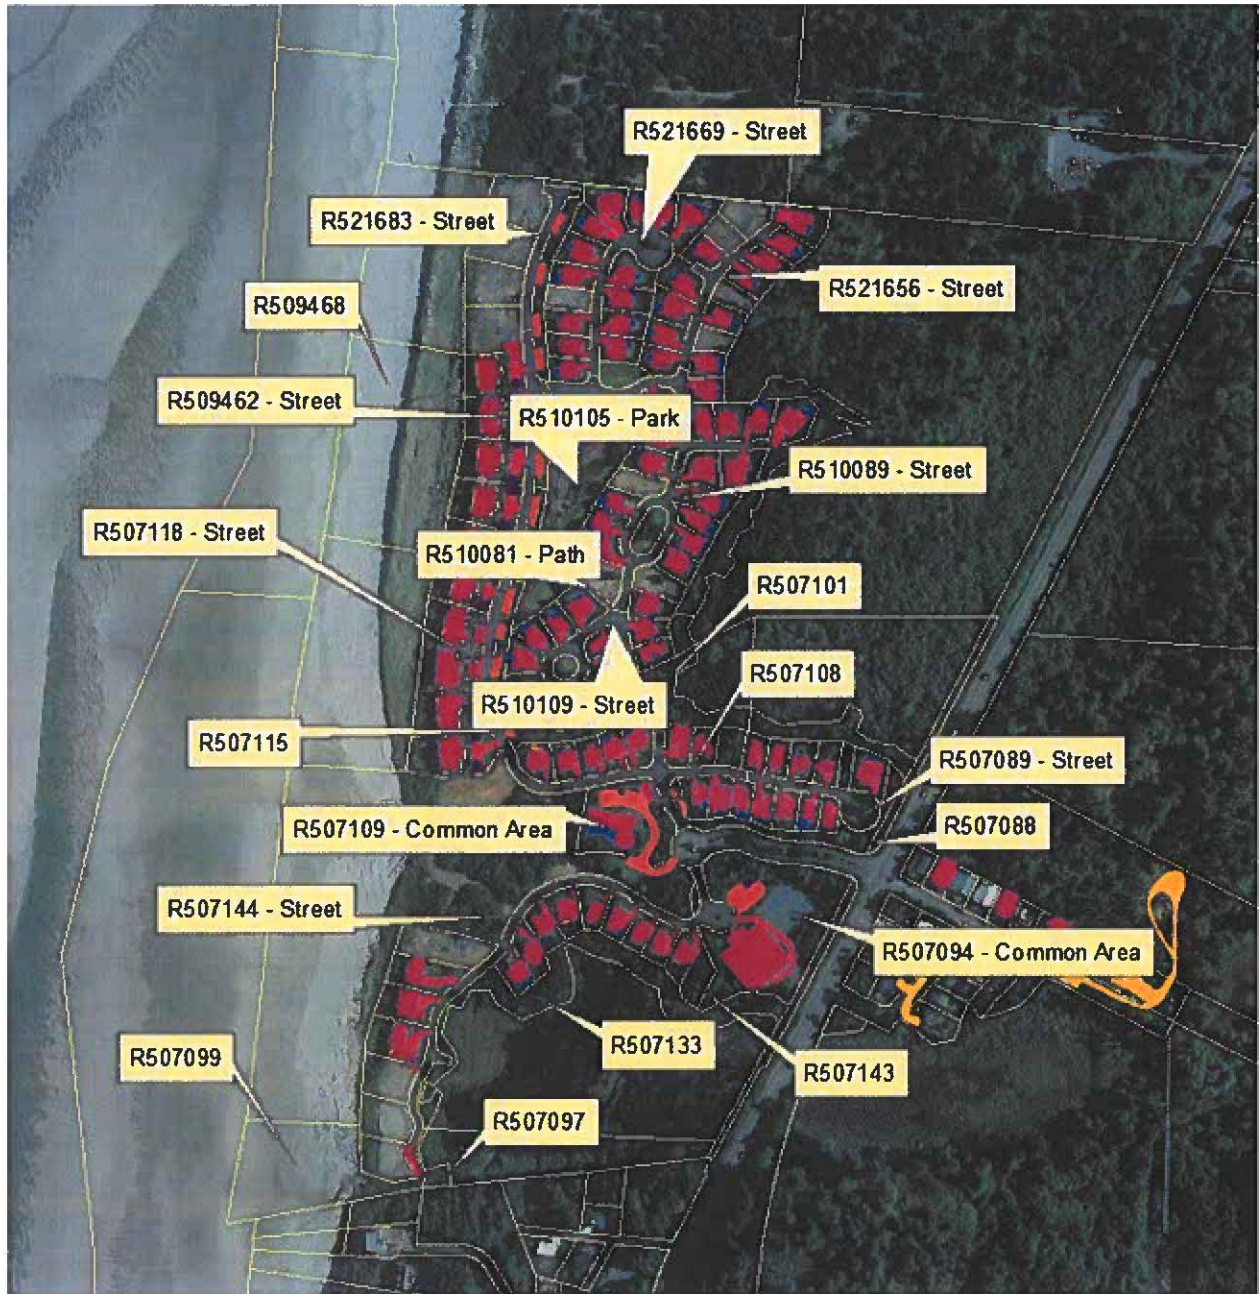 R521669 - Street
R521683 - Street
R521656 - Street
R509468
R509462 - Street
R510105 - Park
R510089 - Street
R507118 - Street
R510081 - Path
R507101
R507108
R510109 - Street
R507115
R507089 - Street
R507109 - Common Area
R507088
R507144 - Street
R507094 - Common Area
R507133
R507099
R507143
R507097